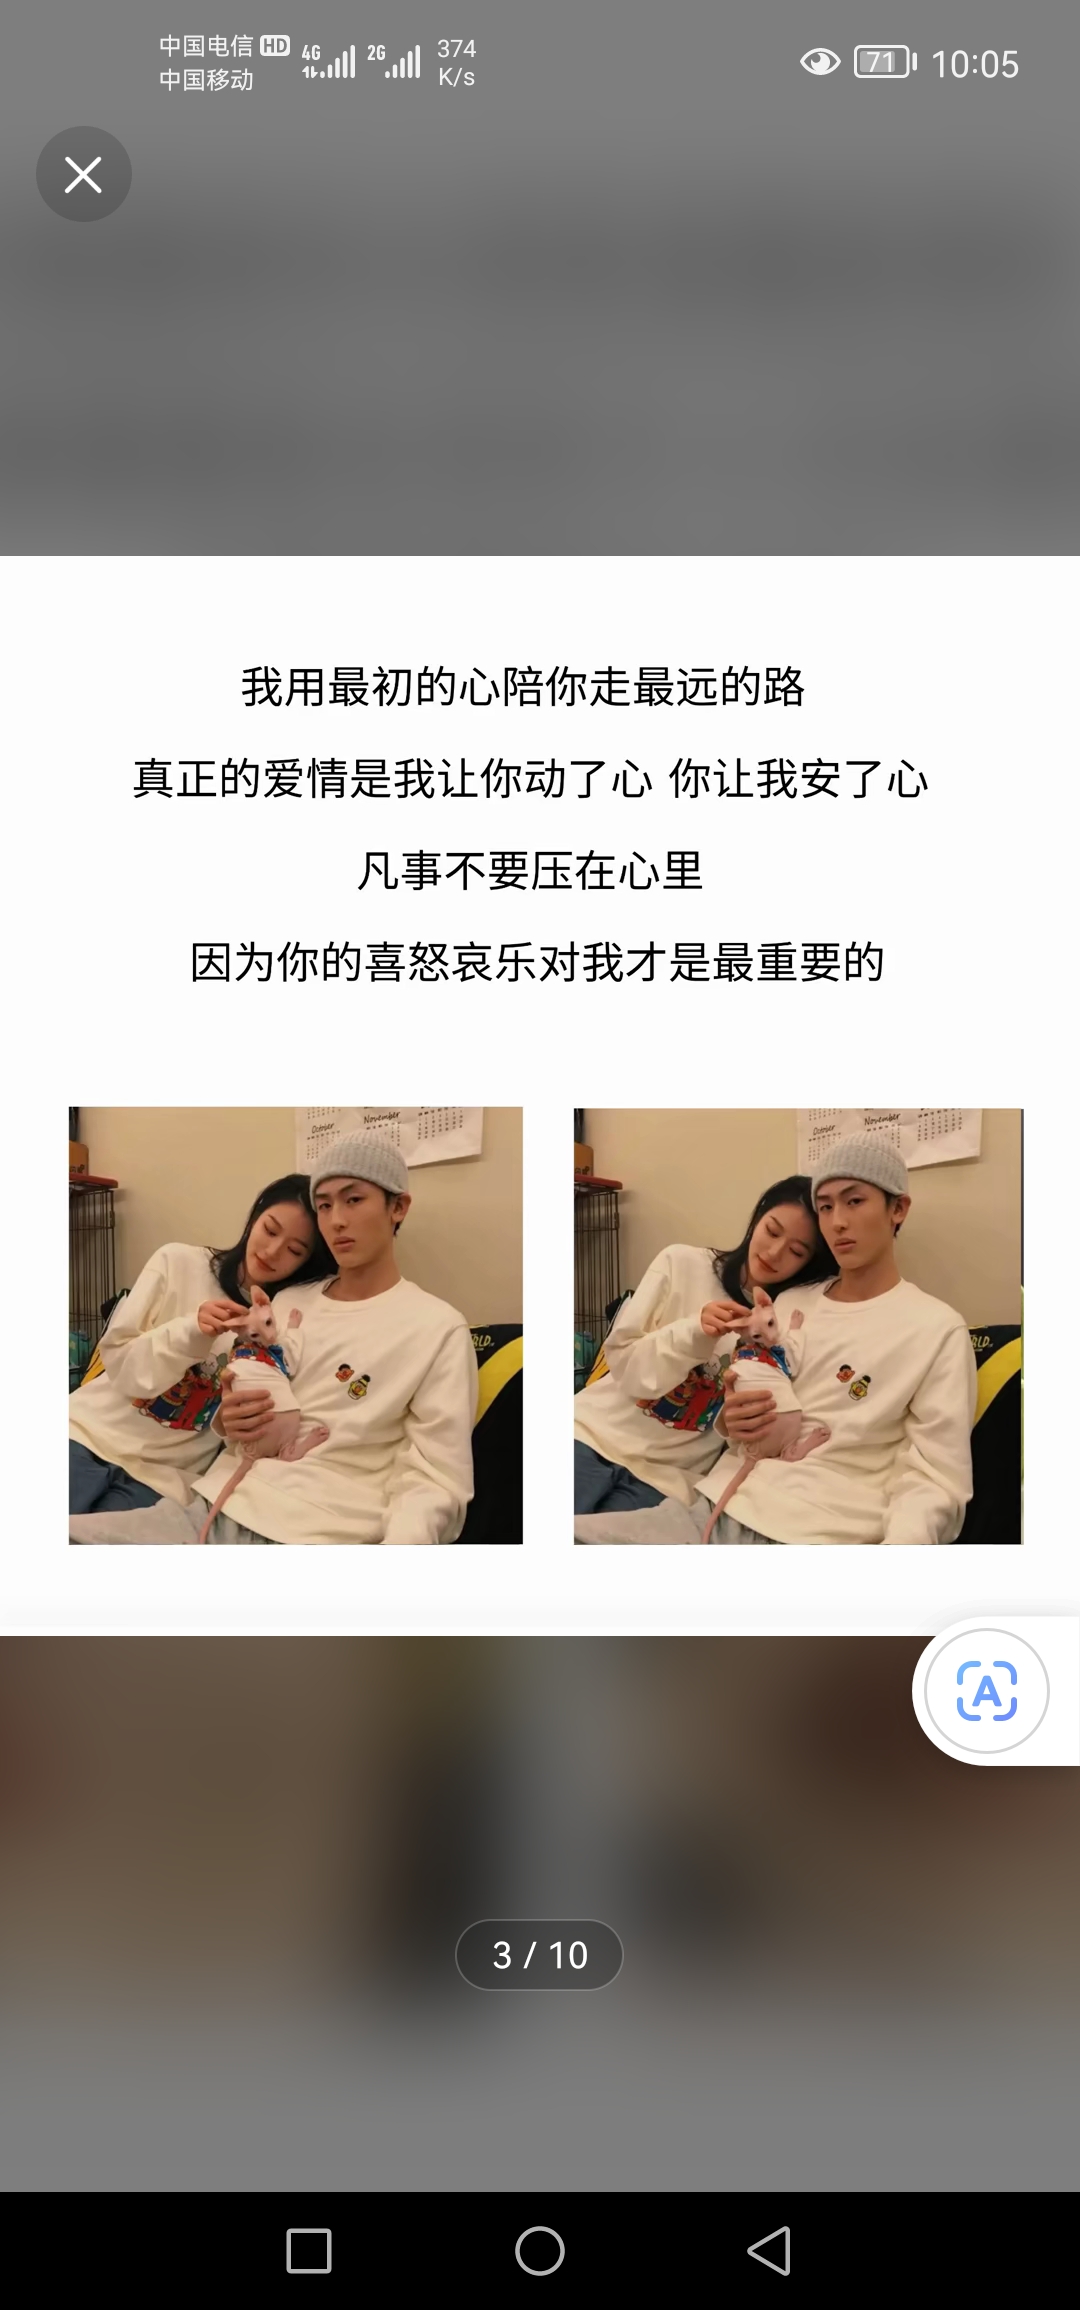 中国电信 HD 4G 2G 374 K/s 71 10:05
中国移动
我用最初的心陪你走最远的路
真正的爱情是我让你动了心 你让我安了心
凡事不要压在心里
因为你的喜怒哀乐对我才是最重要的
October November
October November
A
3 / 10